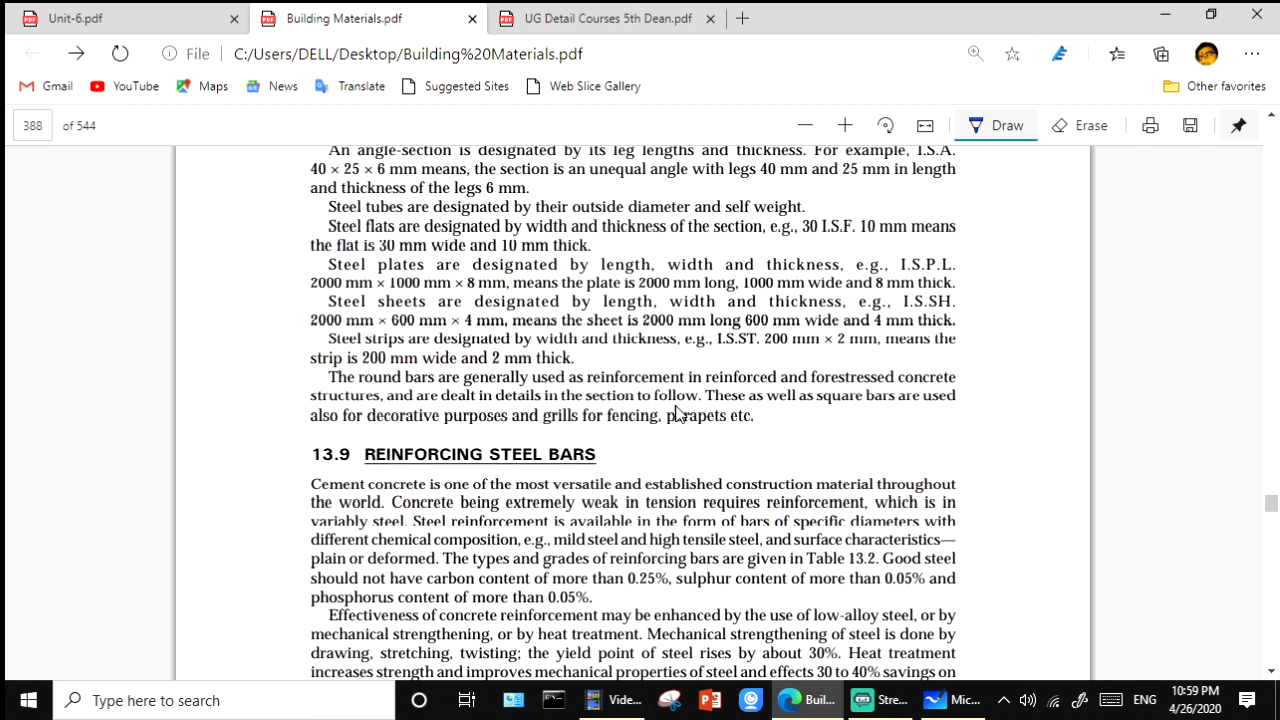 Unit-6.pdf
Building Materials.pdf
UG Detail Courses 5th Dean.pdf
File C:/Users/DELL/Desktop/Building%20Materials.pdf
Gmail YouTube Maps News Translate Suggested Sites Web Slice Gallery Other favorites
388 of 544 Draw Erase
An angle-section is designated by its leg lengths and thickness. For example, I.S.A.
40 × 25 × 6 mm means, the section is an unequal angle with legs 40 mm and 25 mm in length
and thickness of the legs 6 mm.
Steel tubes are designated by their outside diameter and self weight.
Steel flats are designated by width and thickness of the section, e.g., 30 I.S.F. 10 mm means
the flat is 30 mm wide and 10 mm thick.
Steel plates are designated by length, width and thickness, e.g., I.S.P.L.
2000 mm × 1000 mm × 8 mm, means the plate is 2000 mm long, 1000 mm wide and 8 mm thick.
Steel sheets are designated by length, width and thickness, e.g., I.S.SH.
2000 mm × 600 mm × 4 mm, means the sheet is 2000 mm long 600 mm wide and 4 mm thick.
Steel strips are designated by width and thickness, e.g., I.S.ST. 200 mm × 2 mm, means the
strip is 200 mm wide and 2 mm thick.
The round bars are generally used as reinforcement in reinforced and forestressed concrete
structures, and are dealt in details in the section to follow. These as well as square bars are used
also for decorative purposes and grills for fencing, parapets etc.
13.9 REINFORCING STEEL BARS
Cement concrete is one of the most versatile and established construction material throughout
the world. Concrete being extremely weak in tension requires reinforcement, which is in
variably steel. Steel reinforcement is available in the form of bars of specific diameters with
different chemical composition, e.g., mild steel and high tensile steel, and surface characteristics—
plain or deformed. The types and grades of reinforcing bars are given in Table 13.2. Good steel
should not have carbon content of more than 0.25%, sulphur content of more than 0.05% and
phosphorus content of more than 0.05%.
Effectiveness of concrete reinforcement may be enhanced by the use of low-alloy steel, or by
mechanical strengthening, or by heat treatment. Mechanical strengthening of steel is done by
drawing, stretching, twisting; the yield point of steel rises by about 30%. Heat treatment
increases strength and improves mechanical properties of steel and effects 30 to 40% savings on
Type here to search
Vide...
Buil...
Stre...
Mic...
ENG
10:59 PM
4/26/2020